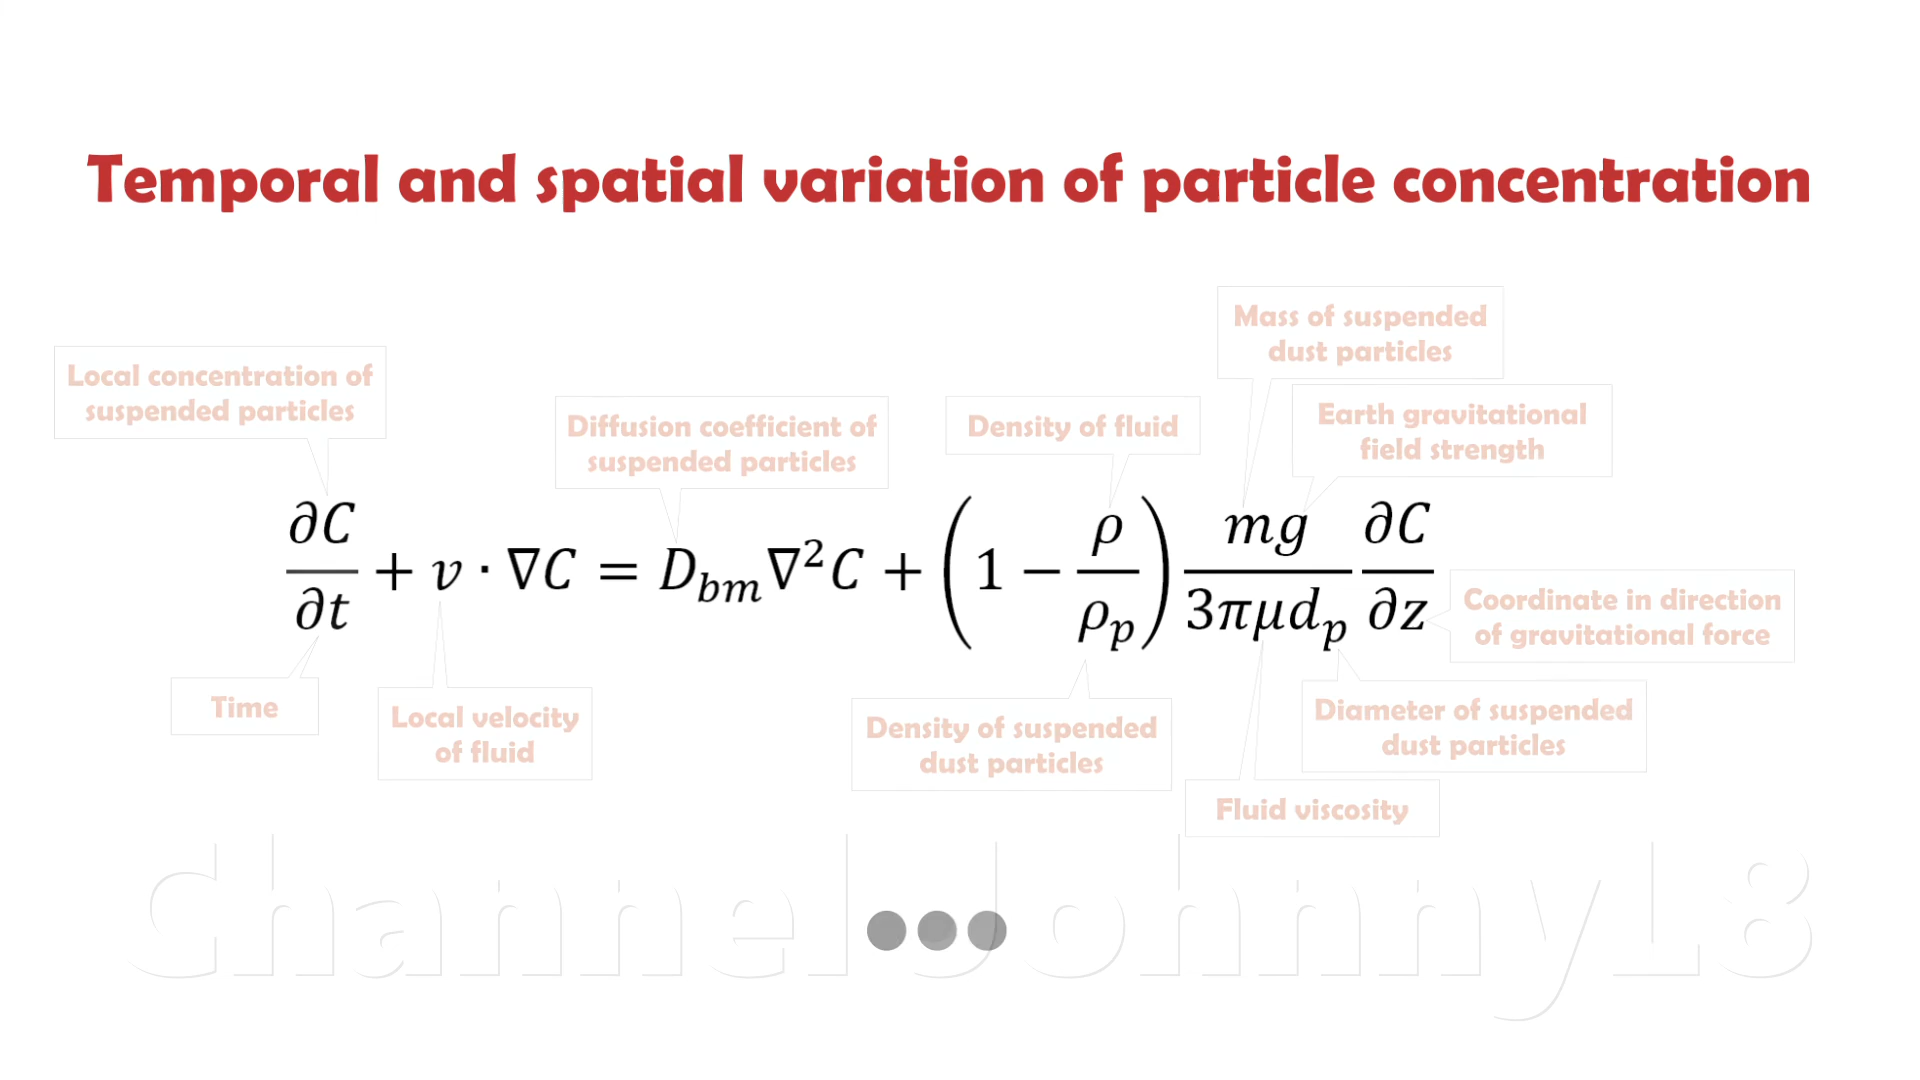 Temporal and spatial variation of particle concentration
Mass of suspended
dust particles
Local concentration of
suspended particles
Diffusion coefficient of
suspended particles
Density of fluid
Earth gravitational
field strength
∂C/∂t + v · ∇C = D_bm ∇²C + (1 − ρ/ρ_p) mg/3πμd_p ∂C/∂z
Coordinate in direction
of gravitational force
Time
Local velocity
of fluid
Density of suspended
dust particles
Diameter of suspended
dust particles
Fluid viscosity
Channel Johnny18